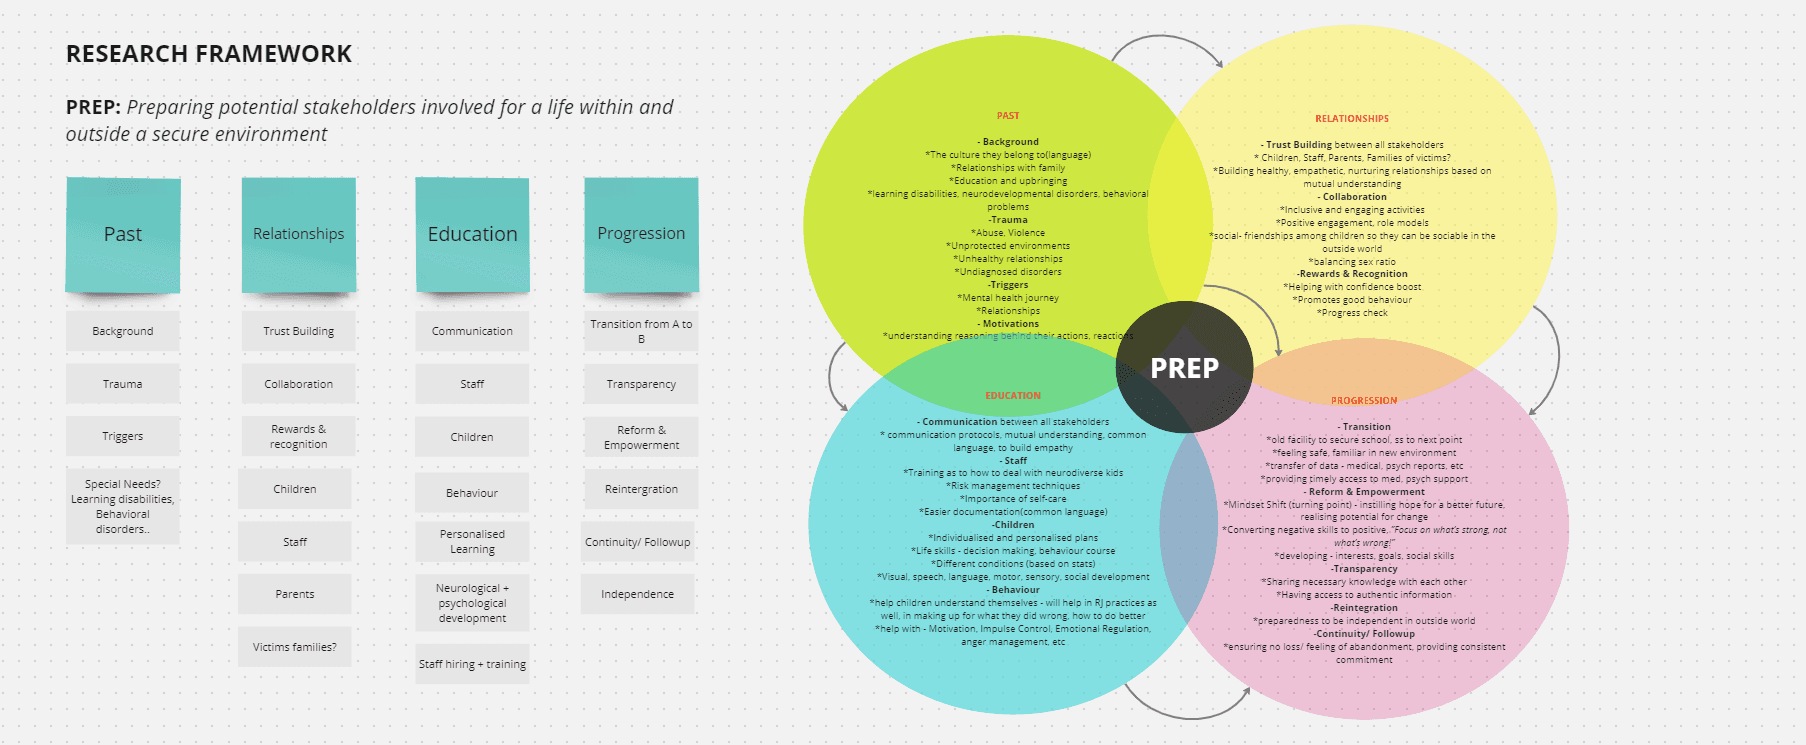 RESEARCH FRAMEWORK
PREP: Preparing potential stakeholders involved for a life within and
outside a secure environment
Past
Background
Trauma
Triggers
Special Needs?
Learning disabilities,
Behavioral
disorders..
Relationships
Trust Building
Collaboration
Rewards &
recognition
Children
Staff
Parents
Victims families?
Education
Communication
Staff
Children
Behaviour
Personalised
Learning
Neurological +
psychological
development
Staff hiring + training
Progression
Transition from A to
B
Transparency
Reform &
Empowerment
Reintergration
Continuity/ Followup
Independence
PAST
- Background
*The culture they belong to(language)
*Relationships with family
*Education and upbringing
*learning disabilities, neurodevelopmental disorders, behavioral
problems
-Trauma
*Abuse, Violence
*Unprotected environments
*Unhealthy relationships
*Undiagnosed disorders
-Triggers
*Mental health journey
*Relationships
- Motivations
*understanding reasoning behind their actions, reactions
RELATIONSHIPS
- Trust Building between all stakeholders
* Children, Staff, Parents, Families of victims?
*Building healthy, empathetic, nurturing relationships based on
mutual understanding
- Collaboration
*Inclusive and engaging activities
*Positive engagement, role models
*social- friendships among children so they can be sociable in the
outside world
*balancing sex ratio
-Rewards & Recognition
*Helping with confidence boost
*Promotes good behaviour
*Progress check
PREP
EDUCATION
- Communication between all stakeholders
* communication protocols, mutual understanding, common
language, to build empathy
- Staff
*Training as to how to deal with neurodiverse kids
*Risk management techniques
*Importance of self-care
*Easier documentation(common language)
-Children
*Individualised and personalised plans
*Life skills - decision making, behaviour course
*Different conditions (based on stats)
*Visual, speech, language, motor, sensory, social development
- Behaviour
*help children understand themselves - will help in RJ practices as
well, in making up for what they did wrong, how to do better
*help with - Motivation, Impulse Control, Emotional Regulation,
anger management, etc
PROGRESSION
- Transition
*old facility to secure school, ss to next point
*feeling safe, familiar in new environment
*transfer of data - medical, psych reports, etc
*providing timely access to med, psych support
- Reform & Empowerment
*Mindset Shift (turning point) - instilling hope for a better future,
realising potential for change
*Converting negative skills to positive, "Focus on what's strong, not
what's wrong!"
*developing - interests, goals, social skills
-Transparency
*Sharing necessary knowledge with each other
*Having access to authentic information
-Reintegration
*preparedness to be independent in outside world
-Continuity/ Followup
*ensuring no loss/ feeling of abandonment, providing consistent
commitment